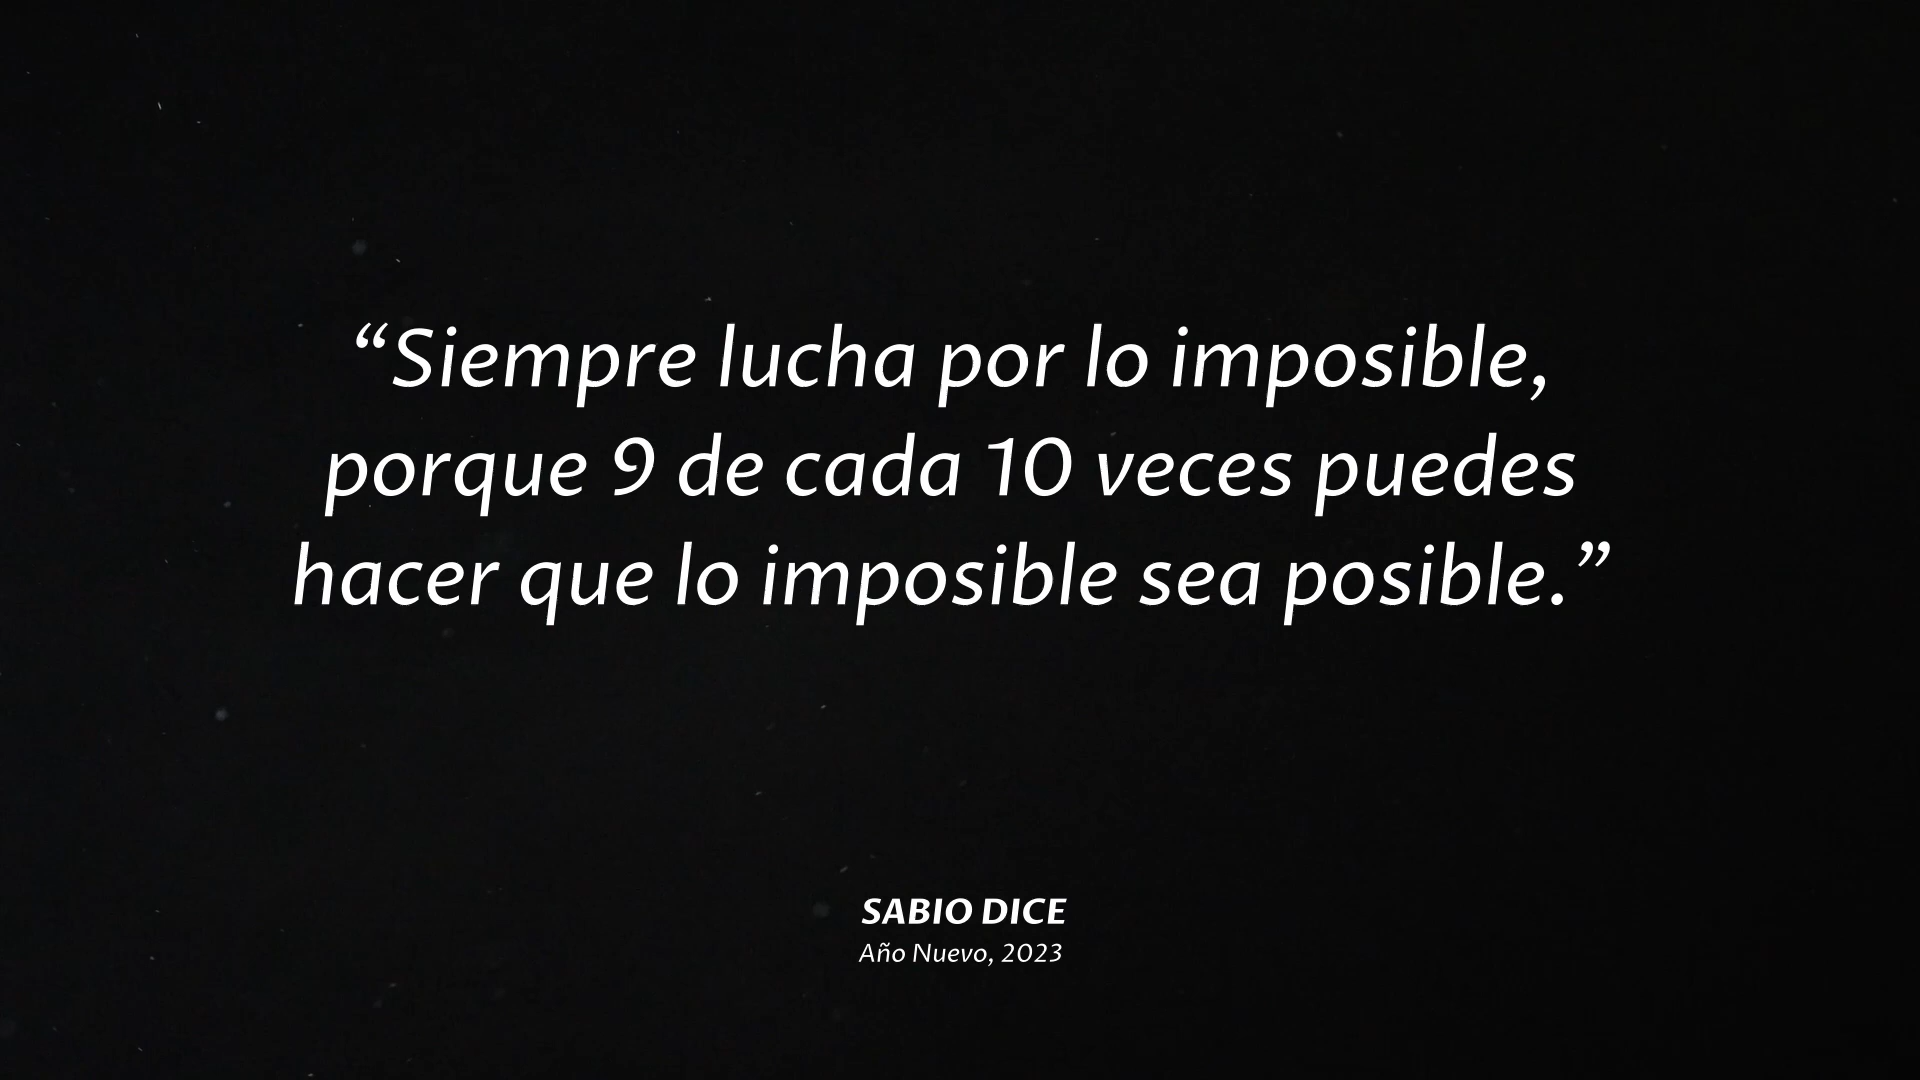 “Siempre lucha por lo imposible,
porque 9 de cada 10 veces puedes
hacer que lo imposible sea posible.”
SABIO DICE
Año Nuevo, 2023